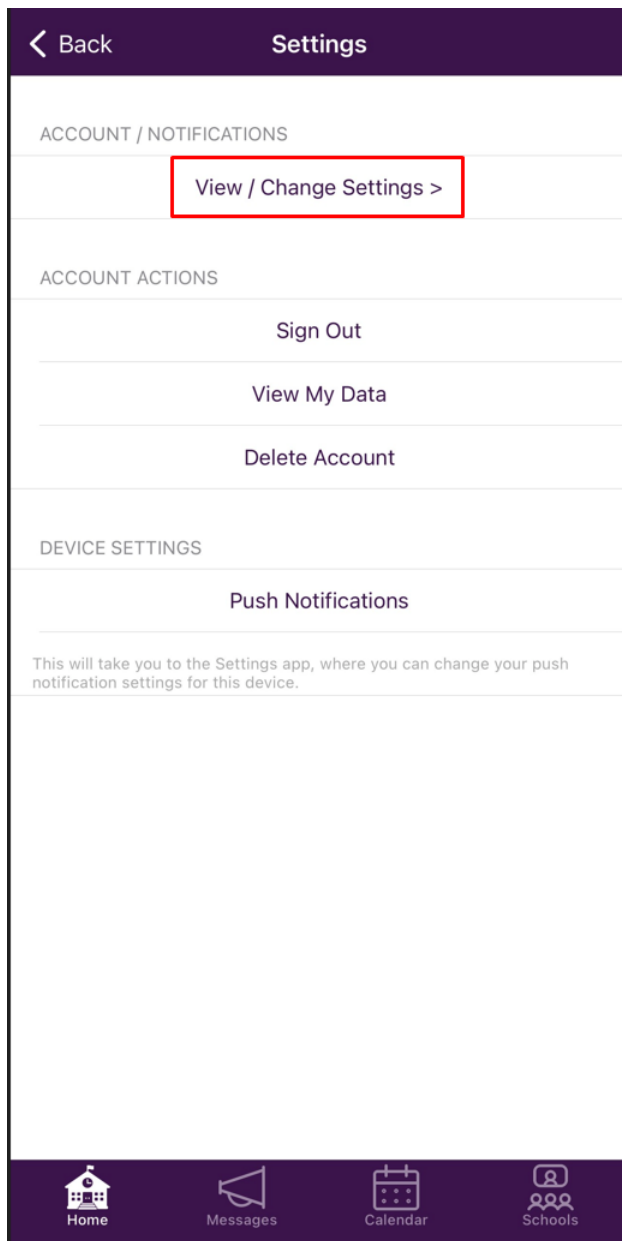 Back
Settings
ACCOUNT / NOTIFICATIONS
View / Change Settings >
ACCOUNT ACTIONS
Sign Out
View My Data
Delete Account
DEVICE SETTINGS
Push Notifications
This will take you to the Settings app, where you can change your push
notification settings for this device.
Home
Messages
Calendar
Schools